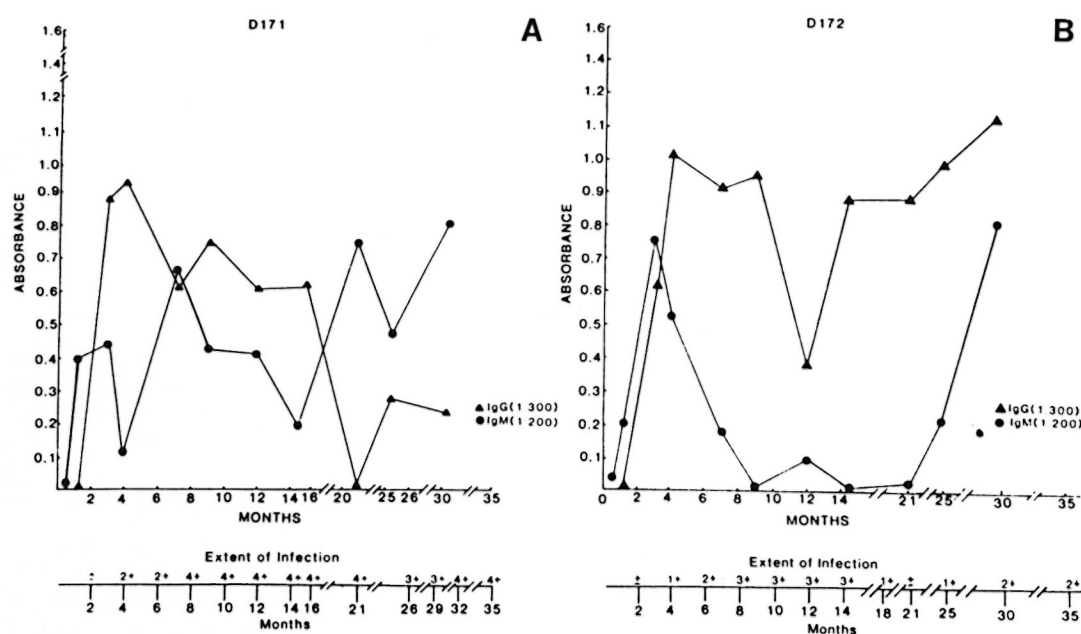 D171
A
1.6
1.4
1.2
1.1
1.0
0.9
0.8
0.7
0.6
0.5
0.4
0.3
0.2
0.1
ABSORBANCE
▲IgG(1 300)
●IgM(1 200)
2 4 6 8 10 12 14 16 20 25 26 30 35
MONTHS
Extent of Infection
± 2+ 2+ 4+ 4+ 4+ 4+ 4+ 4+ 3+ 3+ 4+ 4+
2 4 6 8 10 12 14 16 21 26 29 32 35
Months
D172
B
1.6
1.4
1.2
1.1
1.0
0.9
0.8
0.7
0.6
0.5
0.4
0.3
0.2
0.1
ABSORBANCE
▲IgG(1 300)
●IgM(1 200)
0 2 4 6 8 10 12 14 18 21 25 30 35
MONTHS
Extent of Infection
± 1+ 2+ 3+ 3+ 3+ 3+ 1+ ± 1+ 2+ 2+
2 4 6 8 10 12 14 18 21 25 30 35
Months